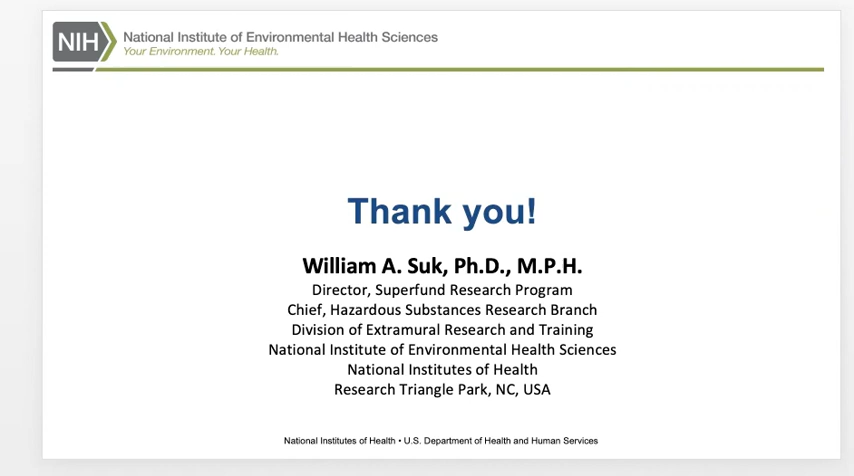 NIH
National Institute of Environmental Health Sciences
Your Environment. Your Health.
Thank you!
William A. Suk, Ph.D., M.P.H.
Director, Superfund Research Program
Chief, Hazardous Substances Research Branch
Division of Extramural Research and Training
National Institute of Environmental Health Sciences
National Institutes of Health
Research Triangle Park, NC, USA
National Institutes of Health • U.S. Department of Health and Human Services